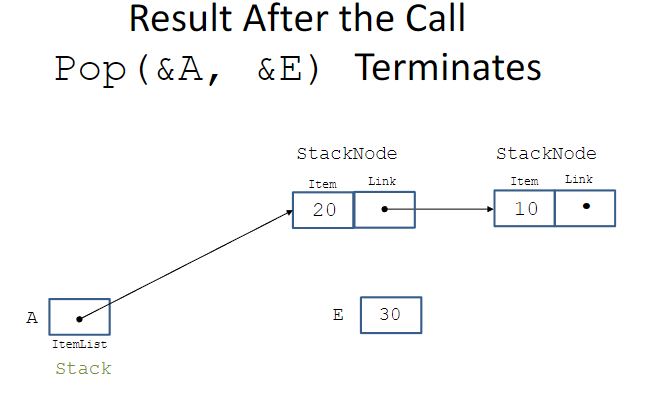 Result After the Call
Pop(&A, &E) Terminates
StackNode StackNode
Item Link Item Link
20 10
A E 30
ItemList
Stack